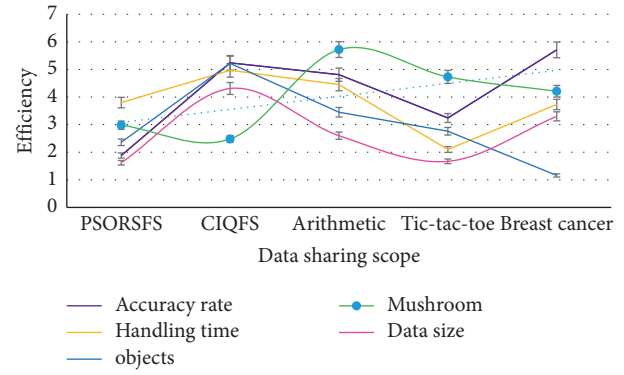 7
6
5
4
3
2
1
0
Efficiency
PSORSFS CIQFS Arithmetic Tic-tac-toe Breast cancer
Data sharing scope
Accuracy rate
Handling time
objects
Mushroom
Data size